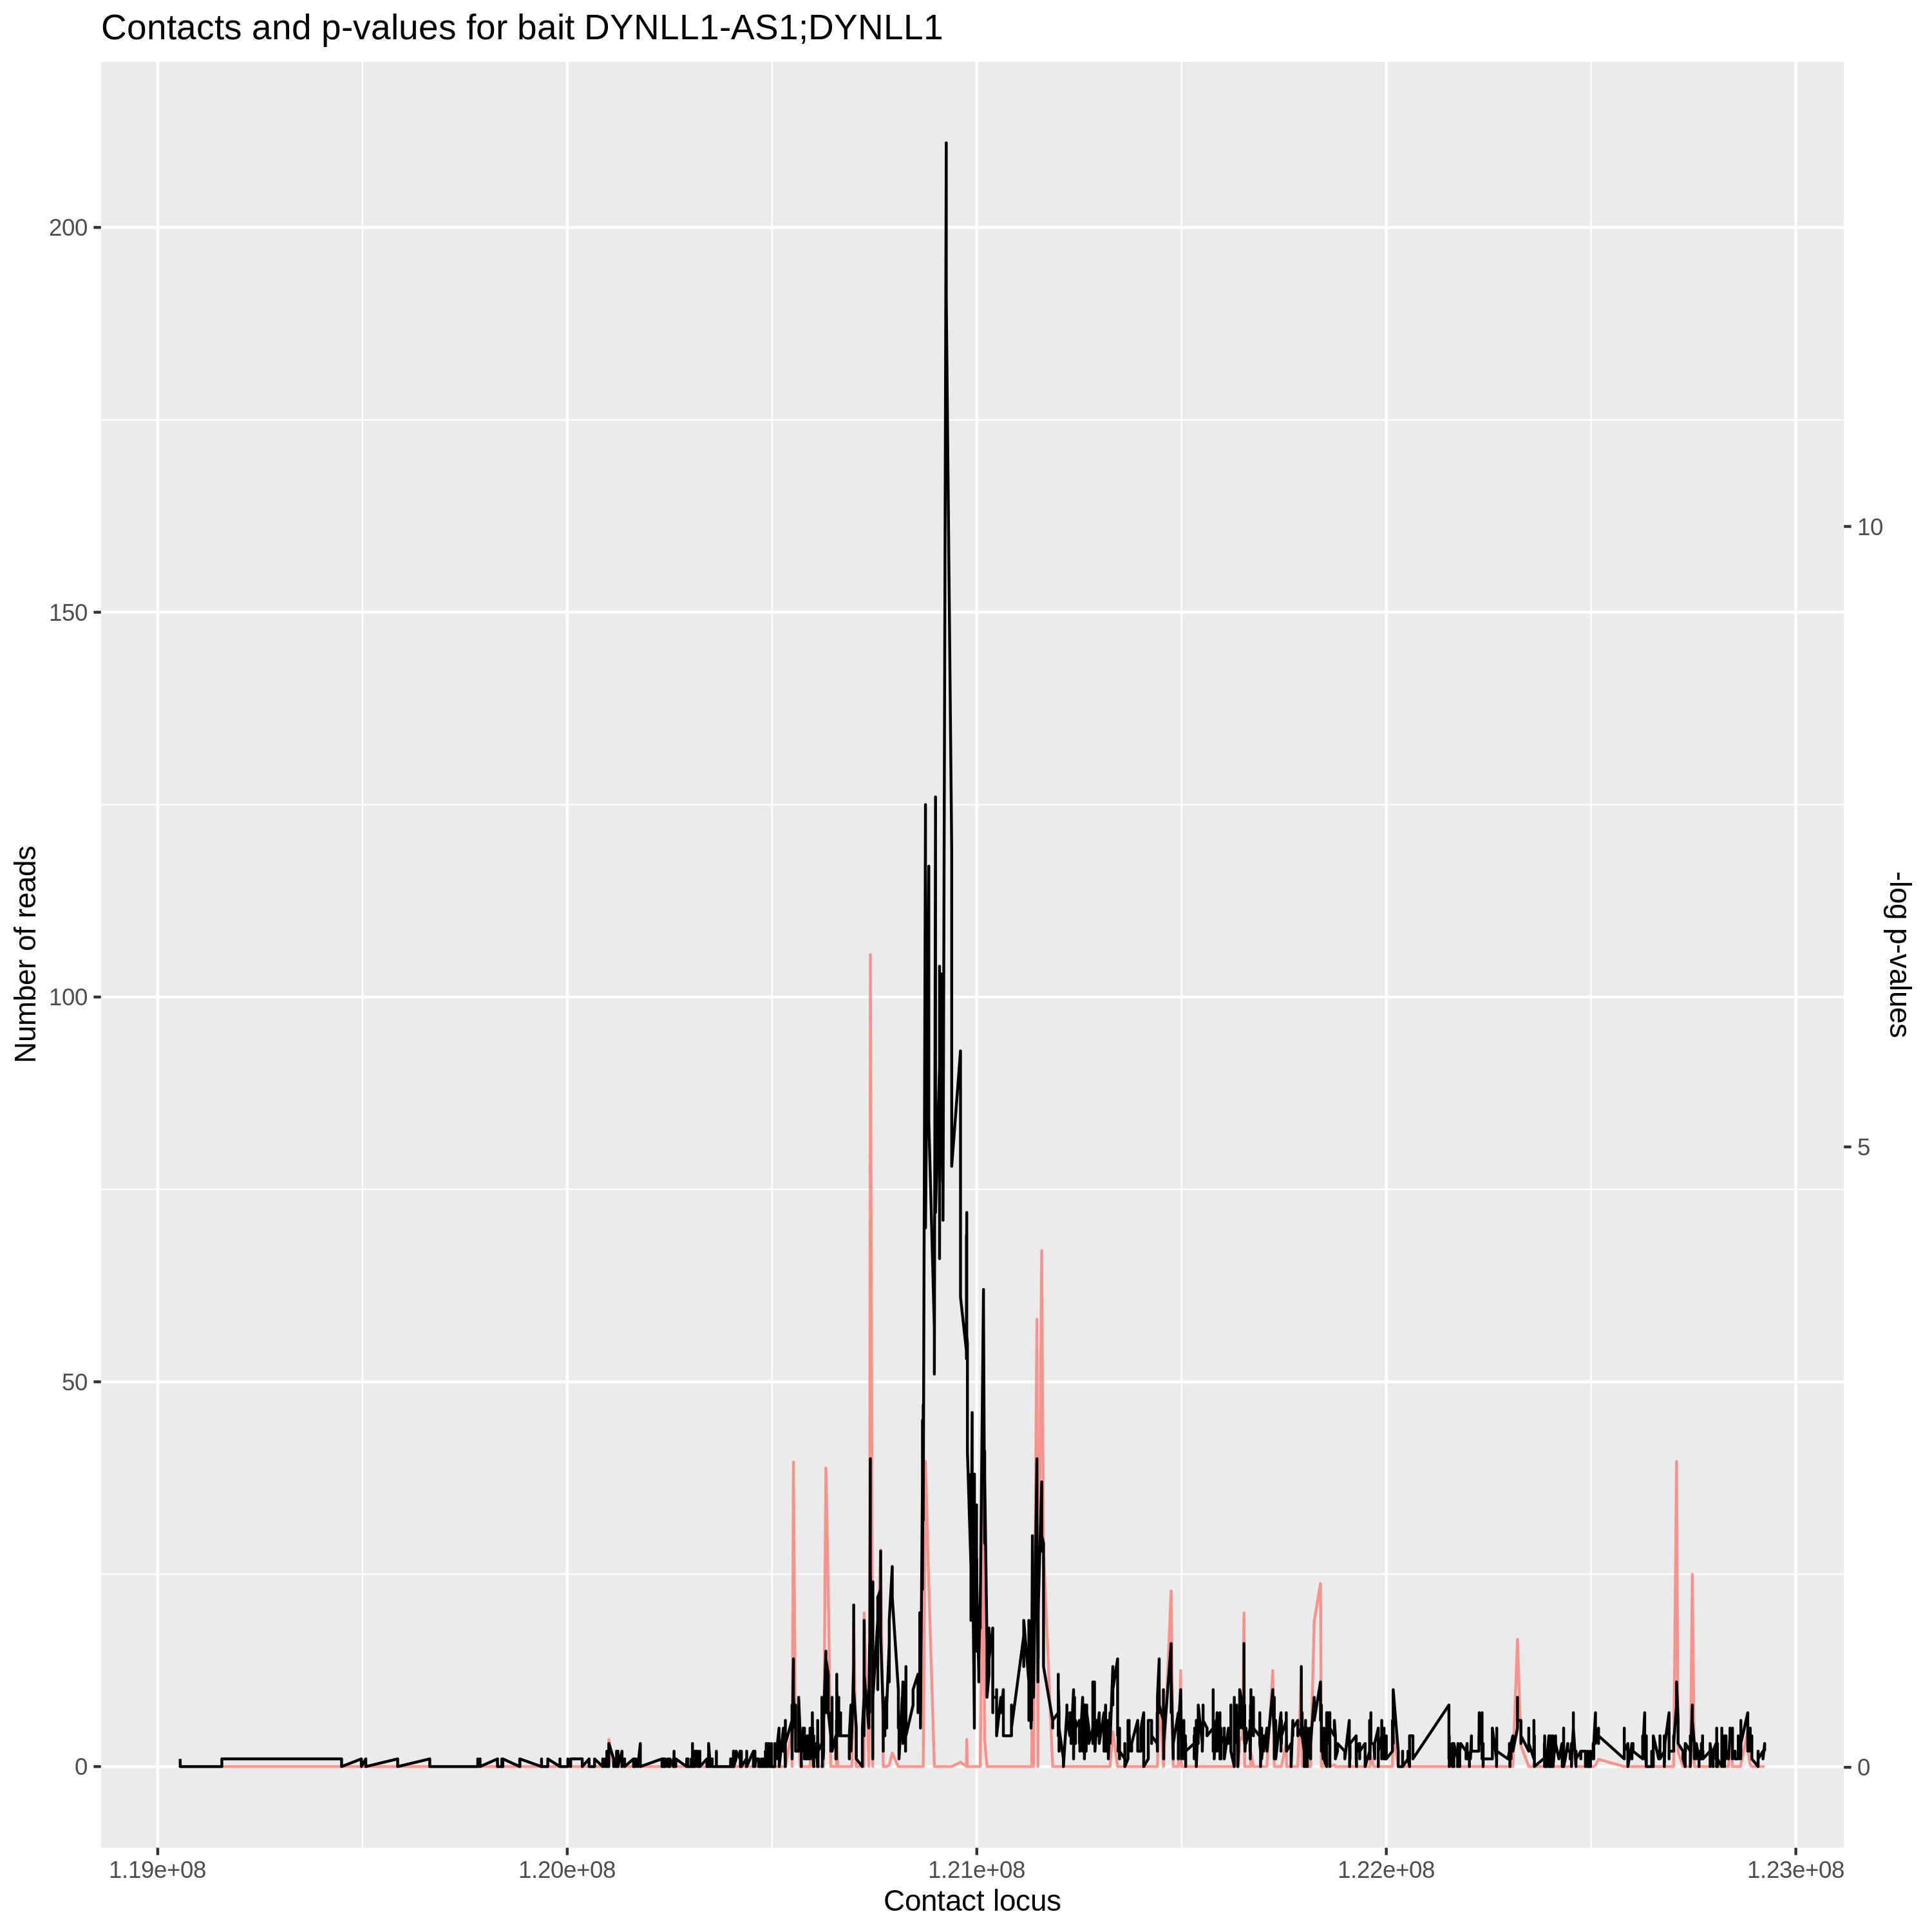 Contacts and p-values for bait DYNLL1-AS1;DYNLL1
Number of reads
200
150
100
50
0
10
5
0
-log p-values
1.19e+08 1.20e+08 1.21e+08 1.22e+08 1.23e+08
Contact locus